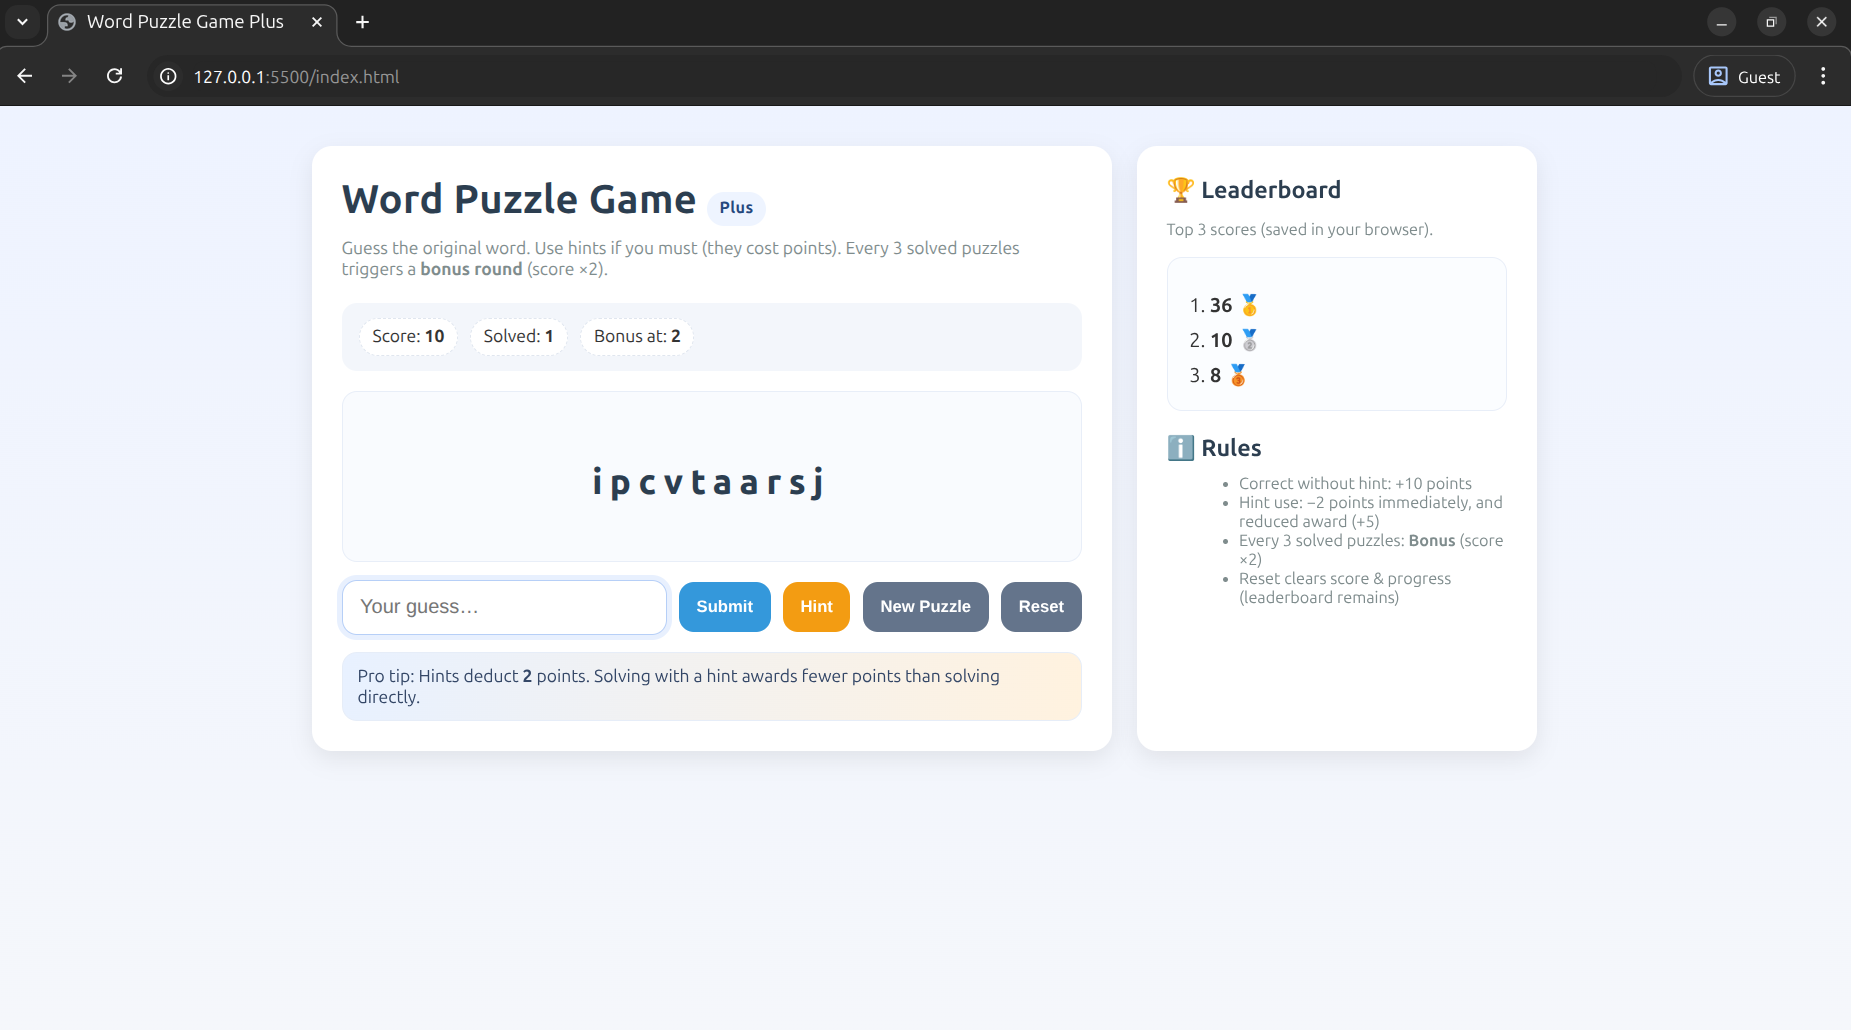 Word Puzzle Game Plus
127.0.0.1:5500/index.html
Guest
Word Puzzle Game Plus
Guess the original word. Use hints if you must (they cost points). Every 3 solved puzzles
triggers a bonus round (score ×2).
Score: 10 Solved: 1 Bonus at: 2
ipcvtaarsj
Your guess...
Submit Hint New Puzzle Reset
Pro tip: Hints deduct 2 points. Solving with a hint awards fewer points than solving
directly.
🏆 Leaderboard
Top 3 scores (saved in your browser).
1. 36 🥇
2. 10 🥈
3. 8 🥉
ℹ️ Rules
• Correct without hint: +10 points
• Hint use: −2 points immediately, and
reduced award (+5)
• Every 3 solved puzzles: Bonus (score
×2)
• Reset clears score & progress
(leaderboard remains)